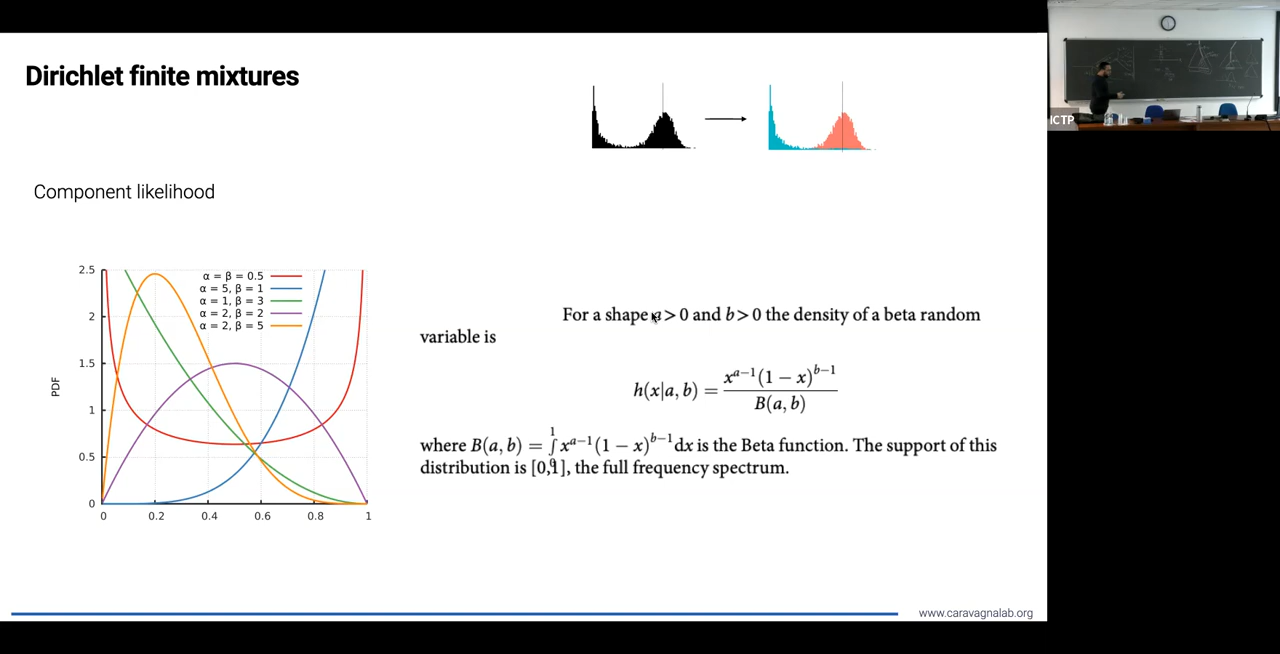 Dirichlet finite mixtures
ICTP
Component likelihood
2.5
2
1.5
1
0.5
0
PDF
α = β = 0.5
α = 5, β = 1
α = 1, β = 3
α = 2, β = 2
α = 2, β = 5
0 0.2 0.4 0.6 0.8 1
For a shape a > 0 and b > 0 the density of a beta random
variable is
h(x|a, b) = x^{a−1}(1 − x)^{b−1} / B(a, b)
where B(a, b) = ∫_0^1 x^{a−1}(1 − x)^{b−1}dx is the Beta function. The support of this
distribution is [0, 1], the full frequency spectrum.
www.caravagnalab.org